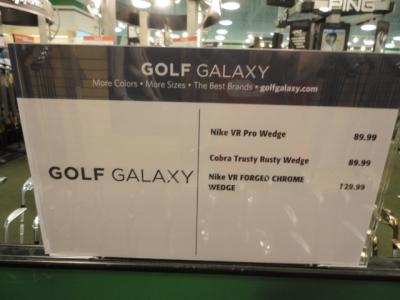 PING
GOLF GALAXY
More Colors • More Sizes • The Best Brands • golfgalaxy.com
GOLF GALAXY
Nike VR Pro Wedge 89.99
Cobra Trusty Rusty Wedge 89.99
Nike VR FORGED CHROME
WEDGE 129.99